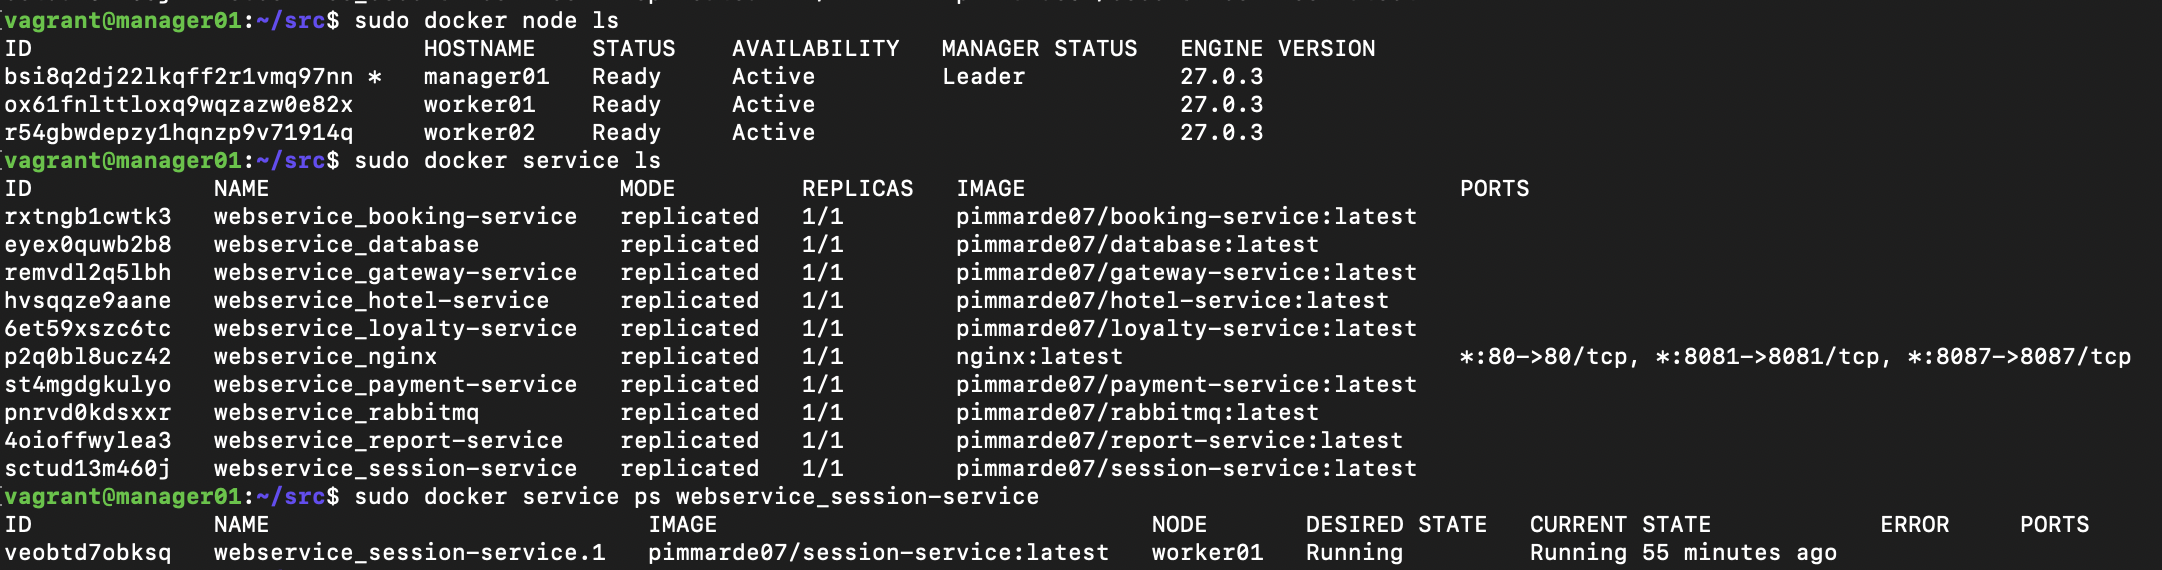 vagrant@manager01:~/src$ sudo docker node ls
ID                            HOSTNAME    STATUS    AVAILABILITY   MANAGER STATUS   ENGINE VERSION
bsi8q2dj22lkqff2r1vmq97nn *   manager01   Ready     Active         Leader           27.0.3
ox61fnlttloxq9wqzazw0e82x     worker01    Ready     Active                          27.0.3
r54gbwdepzy1hqnzp9v71914q     worker02    Ready     Active                          27.0.3
vagrant@manager01:~/src$ sudo docker service ls
ID             NAME                         MODE         REPLICAS   IMAGE                               PORTS
rxtngb1cwtk3   webservice_booking-service   replicated   1/1        pimmarde07/booking-service:latest
eyex0quwb2b8   webservice_database          replicated   1/1        pimmarde07/database:latest
remvdl2q5lbh   webservice_gateway-service   replicated   1/1        pimmarde07/gateway-service:latest
hvsqqze9aane   webservice_hotel-service     replicated   1/1        pimmarde07/hotel-service:latest
6et59xszc6tc   webservice_loyalty-service   replicated   1/1        pimmarde07/loyalty-service:latest
p2q0bl8ucz42   webservice_nginx             replicated   1/1        nginx:latest                        *:80->80/tcp, *:8081->8081/tcp, *:8087->8087/tcp
st4mgdgkulyo   webservice_payment-service   replicated   1/1        pimmarde07/payment-service:latest
pnrvd0kdsxxr   webservice_rabbitmq          replicated   1/1        pimmarde07/rabbitmq:latest
4oioffwylea3   webservice_report-service    replicated   1/1        pimmarde07/report-service:latest
sctud13m460j   webservice_session-service   replicated   1/1        pimmarde07/session-service:latest
vagrant@manager01:~/src$ sudo docker service ps webservice_session-service
ID             NAME                           IMAGE                               NODE       DESIRED STATE   CURRENT STATE            ERROR     PORTS
veobtd7obksq   webservice_session-service.1   pimmarde07/session-service:latest   worker01   Running         Running 55 minutes ago